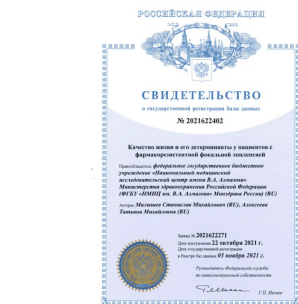 РОССИЙСКАЯ ФЕДЕРАЦИЯ
СВИДЕТЕЛЬСТВО
о государственной регистрации базы данных
№ 2021622402
Качество жизни и его детерминанты у пациентов с
фармакорезистентной фокальной эпилепсией
Правообладатель: федеральное государственное бюджетное
учреждение «Национальный медицинский
исследовательский центр имени В.А. Алмазова»
Министерства здравоохранения Российской Федерации
(ФГБУ «НМИЦ им. В.А. Алмазова» Минздрава России) (RU)
Авторы: Малышев Станислав Михайлович (RU), Алексеева
Татьяна Михайловна (RU)
Заявка № 2021622271
Дата поступления 22 октября 2021 г.
Дата государственной регистрации
в Реестре баз данных 03 ноября 2021 г.
Руководитель Федеральной службы
по интеллектуальной собственности
Г.П. Ивлиев